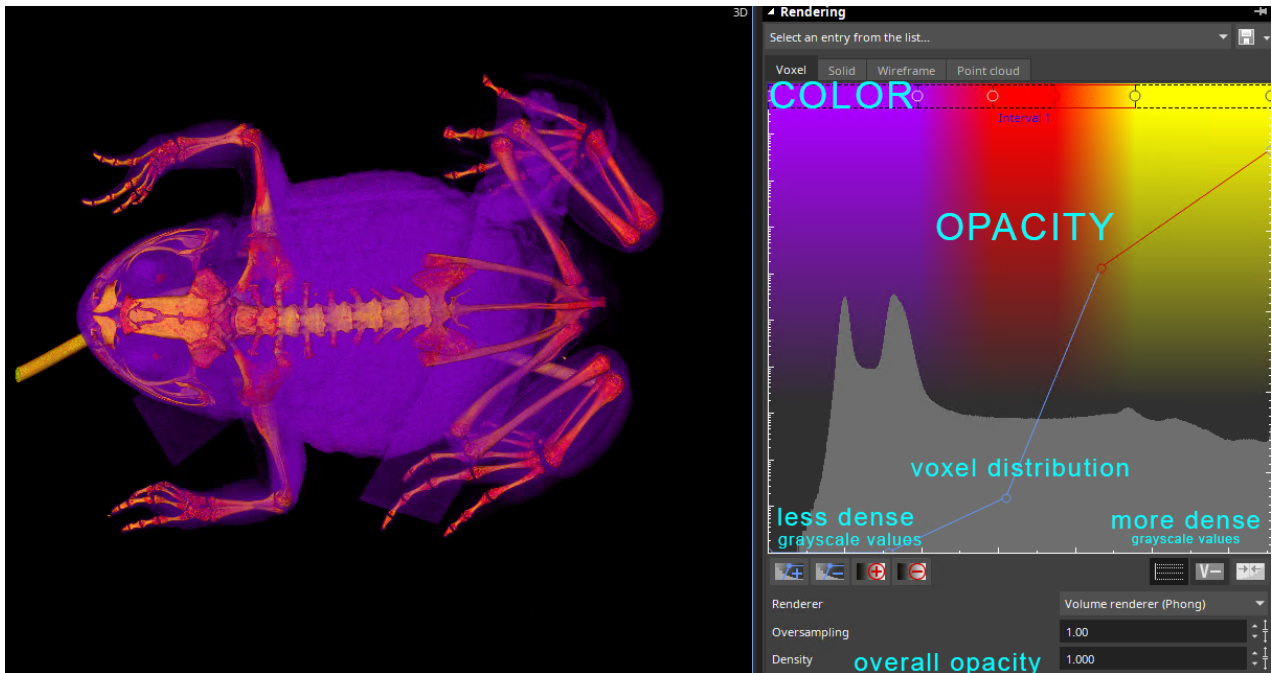 3D
Rendering
Select an entry from the list...
Voxel Solid Wireframe Point cloud
COLOR
Interval 1
OPACITY
voxel distribution
less dense
grayscale values
more dense
grayscale values
V
Renderer Volume renderer (Phong)
Oversampling 1.00
Density overall opacity 1.000